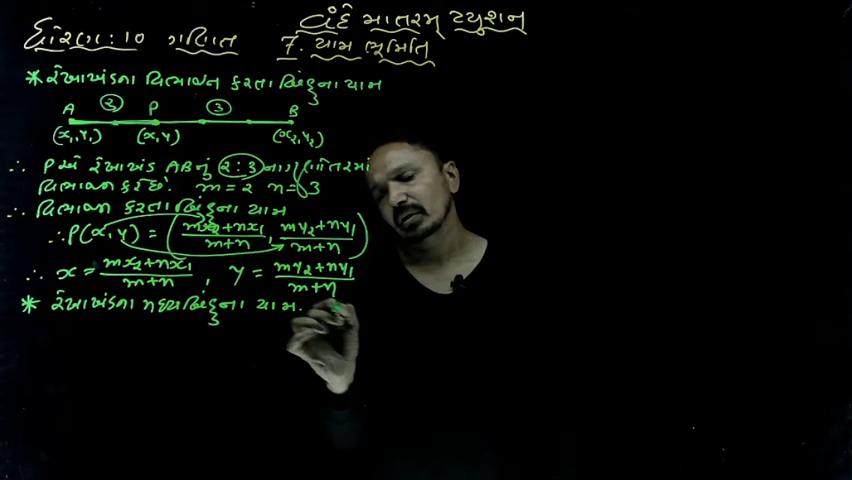 વંદે માતરમ્ ટ્યુશન
ધોરણ : 10 ગણિત 7. યામ ભૂમિતિ
* રેખાખંડના વિભાજન કરતા બિંદુના યામ
A ② P ③ B
(x₁, y₁) (x, y) (x₂, y₂)
∴ P એ રેખાખંડ ABનું 2 : 3 ના ગુણોત્તરમાં
વિભાજન કરે છે. m = 2 n = 3
∴ વિભાજન કરતા બિંદુના યામ
∴ P(x, y) = ( mx₂+nx₁ / m+n , my₂+ny₁ / m+n )
∴ x = mx₂+nx₁ / m+n , y = my₂+ny₁ / m+n
* રેખાખંડના મધ્યબિંદુના યામ.